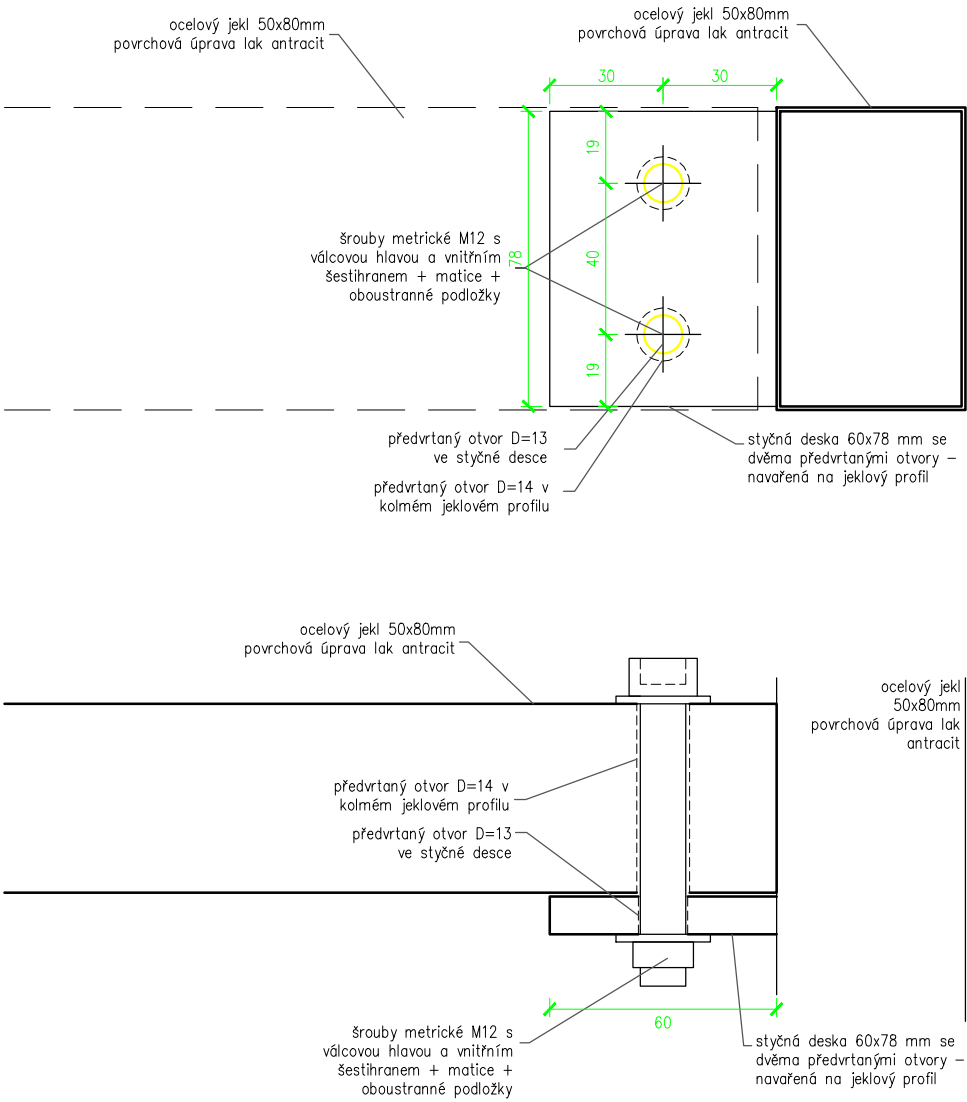 ocelový jekl 50x80mm
povrchová úprava lak antracit
ocelový jekl 50x80mm
povrchová úprava lak antracit
30
30
19
šrouby metrické M12 s
válcovou hlavou a vnitřním
šestihranem + matice +
oboustranné podložky
78
40
19
předvrtaný otvor D=13
ve styčné desce
předvrtaný otvor D=14 v
kolmém jeklovém profilu
styčná deska 60x78 mm se
dvěma předvrtanými otvory –
navařená na jeklový profil
ocelový jekl 50x80mm
povrchová úprava lak antracit
ocelový jekl
50x80mm
povrchová úprava lak
antracit
předvrtaný otvor D=14 v
kolmém jeklovém profilu
předvrtaný otvor D=13
ve styčné desce
60
šrouby metrické M12 s
válcovou hlavou a vnitřním
šestihranem + matice +
oboustranné podložky
styčná deska 60x78 mm se
dvěma předvrtanými otvory –
navařená na jeklový profil